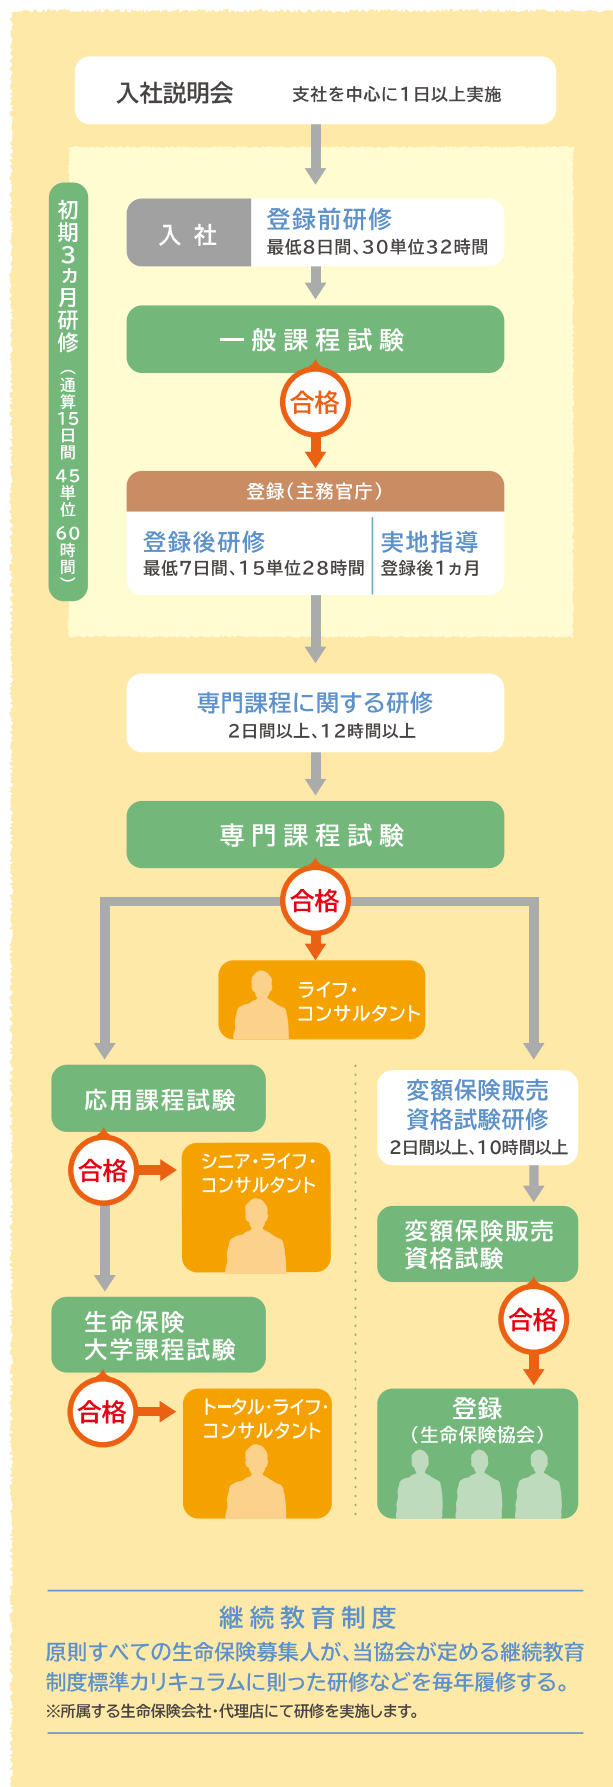 入社説明会 支社を中心に1日以上実施
初期3ヵ月研修（通算15日間 45単位 60時間）
入社
登録前研修
最低8日間、30単位32時間
一般課程試験
合格
登録（主務官庁）
登録後研修
最低7日間、15単位28時間
実地指導
登録後1ヵ月
専門課程に関する研修
2日間以上、12時間以上
専門課程試験
合格
ライフ・
コンサルタント
応用課程試験
合格
シニア・ライフ・
コンサルタント
生命保険
大学課程試験
合格
トータル・ライフ・
コンサルタント
変額保険販売
資格試験研修
2日間以上、10時間以上
変額保険販売
資格試験
合格
登録
（生命保険協会）
継続教育制度
原則すべての生命保険募集人が、当協会が定める継続教育
制度標準カリキュラムに則った研修などを毎年履修する。
※所属する生命保険会社・代理店にて研修を実施します。